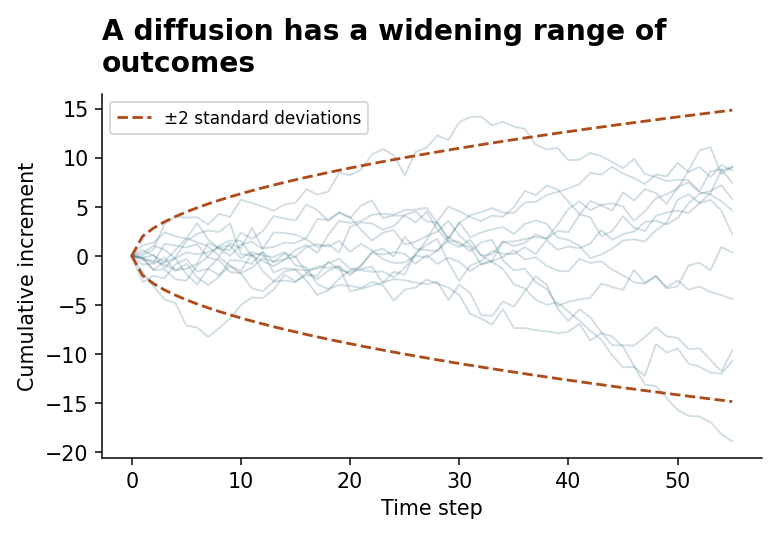 A diffusion has a widening range of
outcomes
±2 standard deviations
Cumulative increment
15
10
5
0
−5
−10
−15
−20
0 10 20 30 40 50
Time step